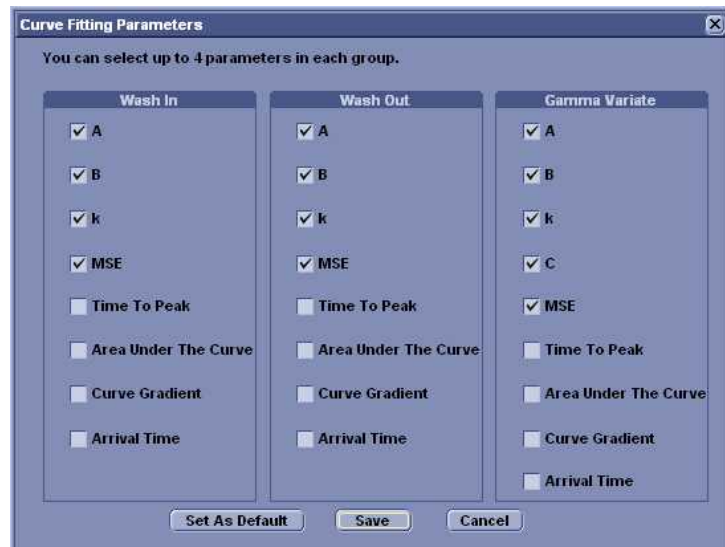 Curve Fitting Parameters
You can select up to 4 parameters in each group.
Wash In
A
B
k
MSE
Time To Peak
Area Under The Curve
Curve Gradient
Arrival Time
Wash Out
A
B
k
MSE
Time To Peak
Area Under The Curve
Curve Gradient
Arrival Time
Gamma Variate
A
B
k
C
MSE
Time To Peak
Area Under The Curve
Curve Gradient
Arrival Time
Set As Default
Save
Cancel